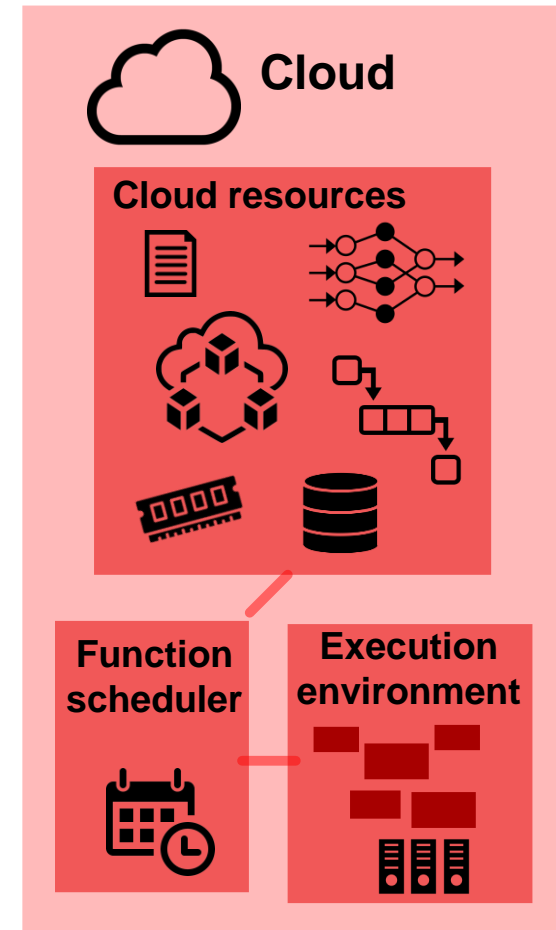 Cloud
Cloud resources
Function
scheduler
Execution
environment